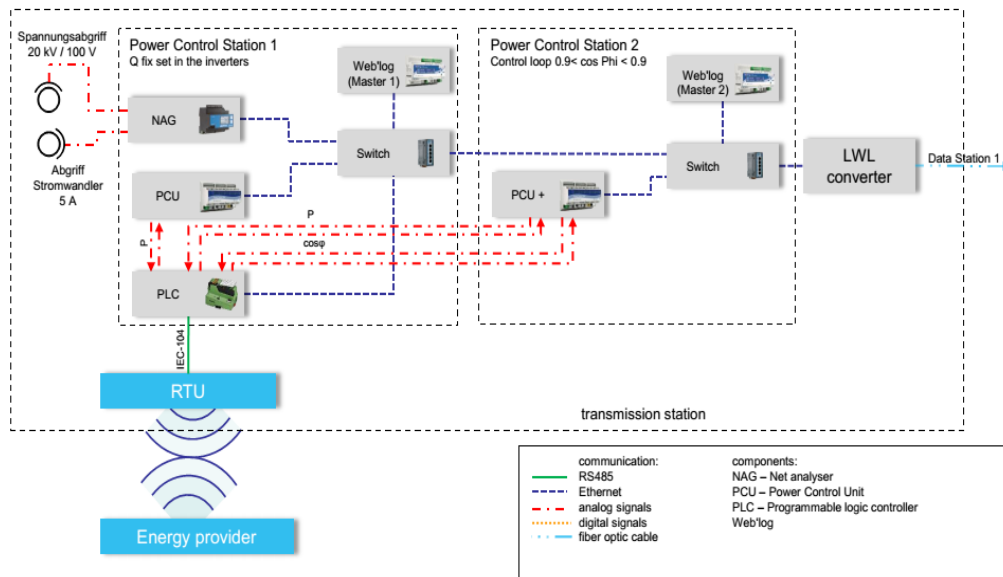 Spannungsabgriff
20 kV / 100 V
Abgriff
Stromwandler
5 A
Power Control Station 1
Q fix set in the inverters
Web'log
(Master 1)
NAG
Switch
PCU
P
PLC
P
cosφ
Power Control Station 2
Control loop 0.9< cos Phi < 0.9
Web'log
(Master 2)
Switch
PCU +
LWL
converter
Data Station 1
IEC-104
RTU
transmission station
Energy provider
communication:
RS485
Ethernet
analog signals
digital signals
fiber optic cable
components:
NAG – Net analyser
PCU – Power Control Unit
PLC – Programmable logic controller
Web'log